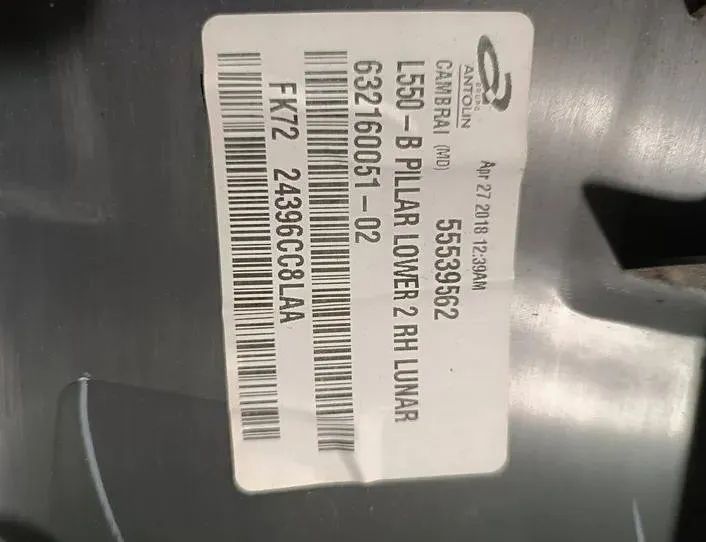 GRUPO
ANTOLIN
Apr 27 2018 12:39AM
CAMBRAI (MD) 55539562
L550-B PILLAR LOWER 2 RH LUNAR
632160051-02
FK72 24396CC8LAA